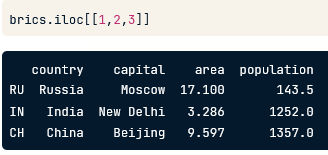 brics.iloc[[1,2,3]]
country capital area population
RU Russia Moscow 17.100 143.5
IN India New Delhi 3.286 1252.0
CH China Beijing 9.597 1357.0